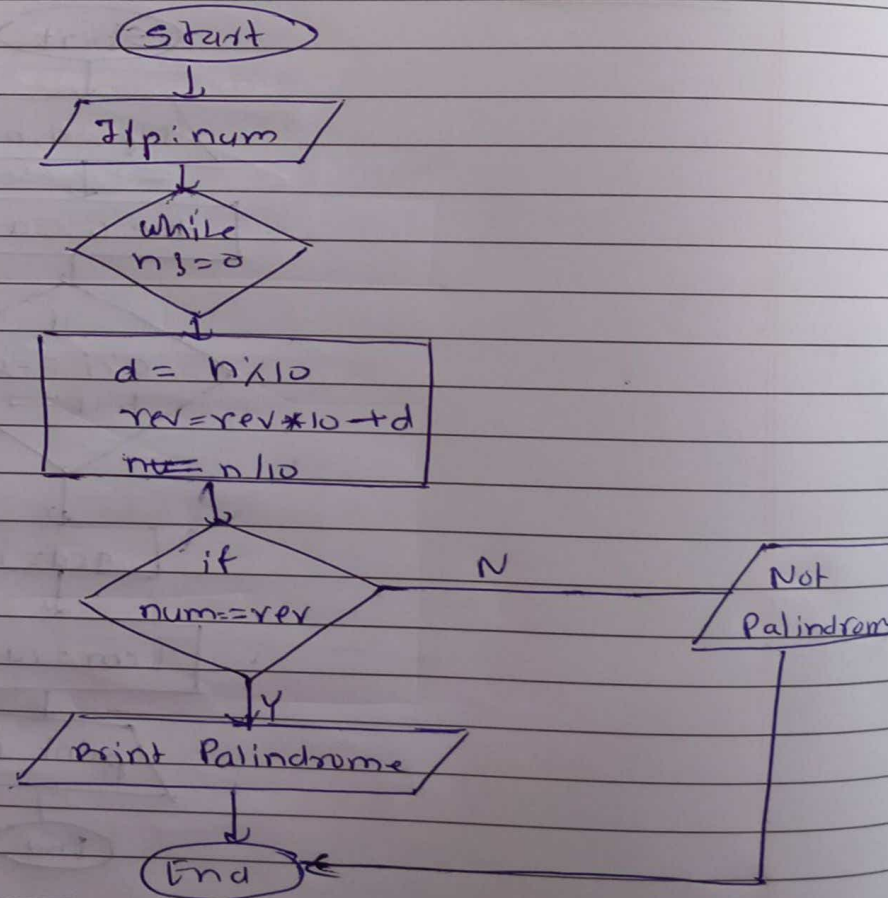 Start
I/p: num
while
n != 0
d = n%10
rev=rev*10+d
n= n/10
if
num==rev
N
Not
Palindrom
Y
print Palindrome
End